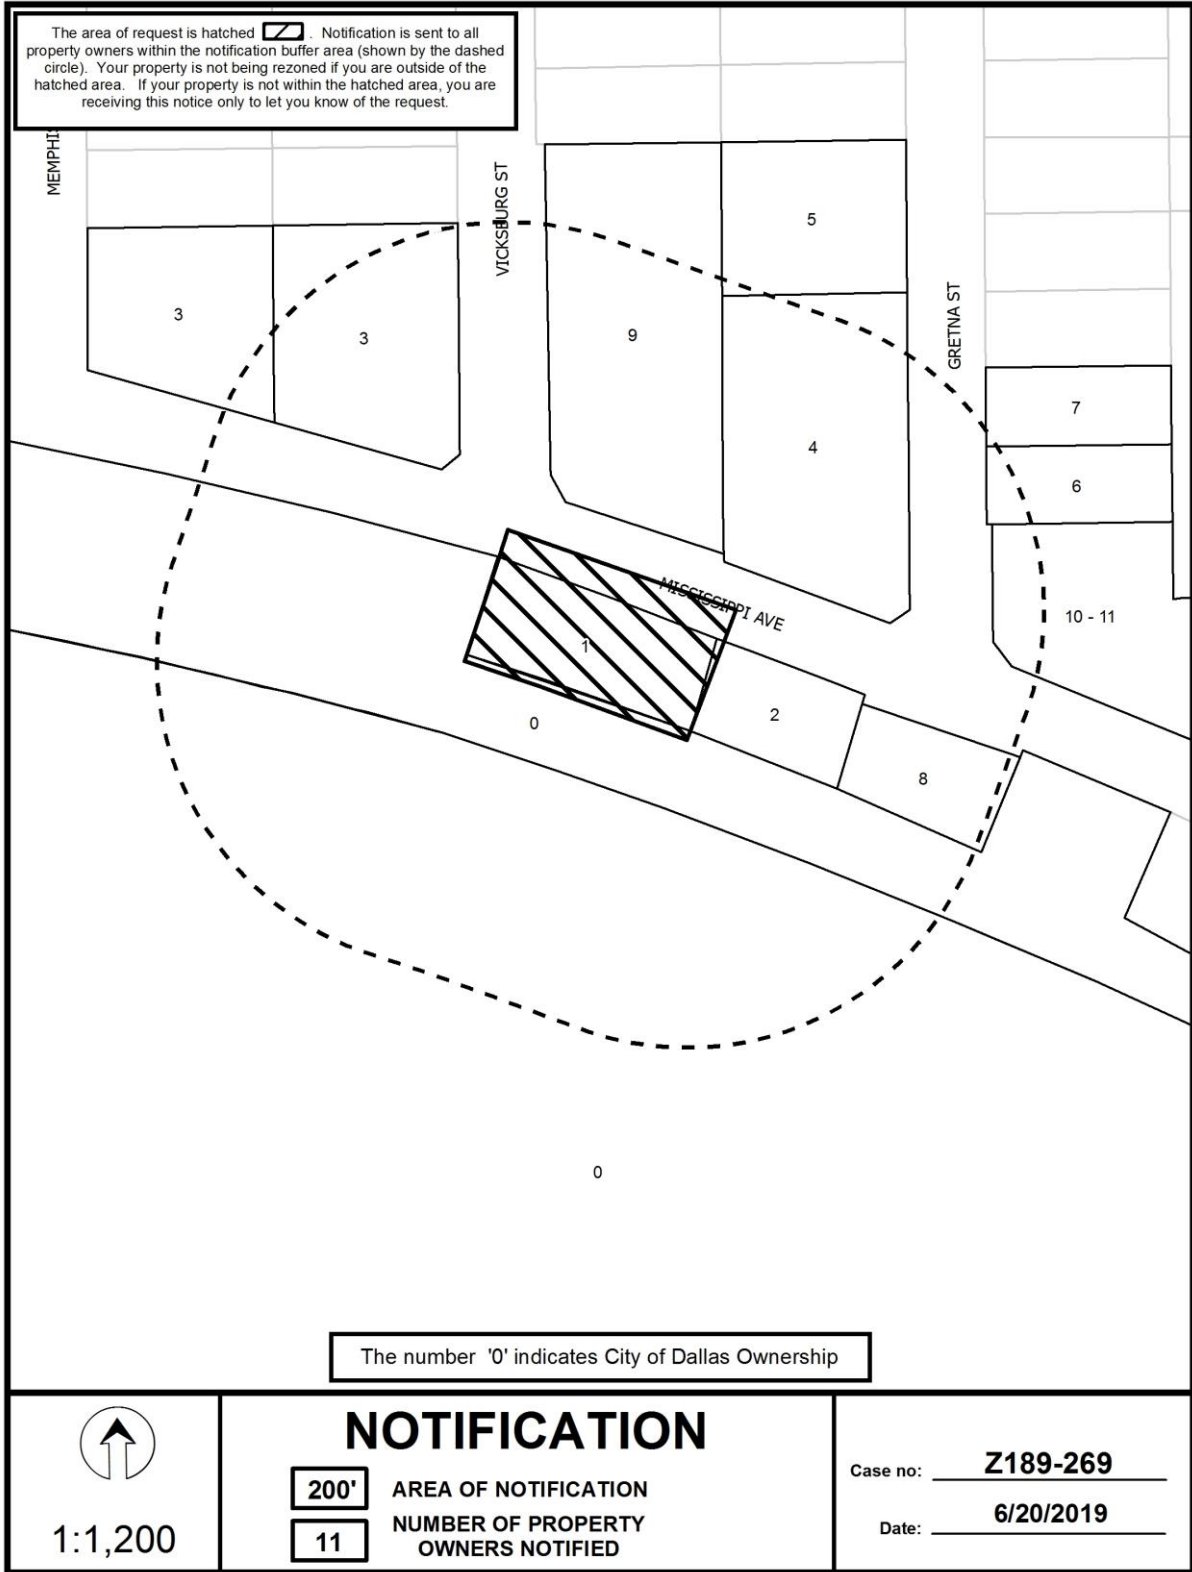 The area of request is hatched . Notification is sent to all
property owners within the notification buffer area (shown by the dashed
circle). Your property is not being rezoned if you are outside of the
hatched area. If your property is not within the hatched area, you are
receiving this notice only to let you know of the request.
MEMPHIS
VICKSBURG ST
5
GRETNA ST
3
3
9
7
4
6
MISSISSIPPI AVE
10 - 11
1
2
0
8
0
The number '0' indicates City of Dallas Ownership
1:1,200
NOTIFICATION
200' AREA OF NOTIFICATION
11 NUMBER OF PROPERTY
OWNERS NOTIFIED
Case no: Z189-269
Date: 6/20/2019